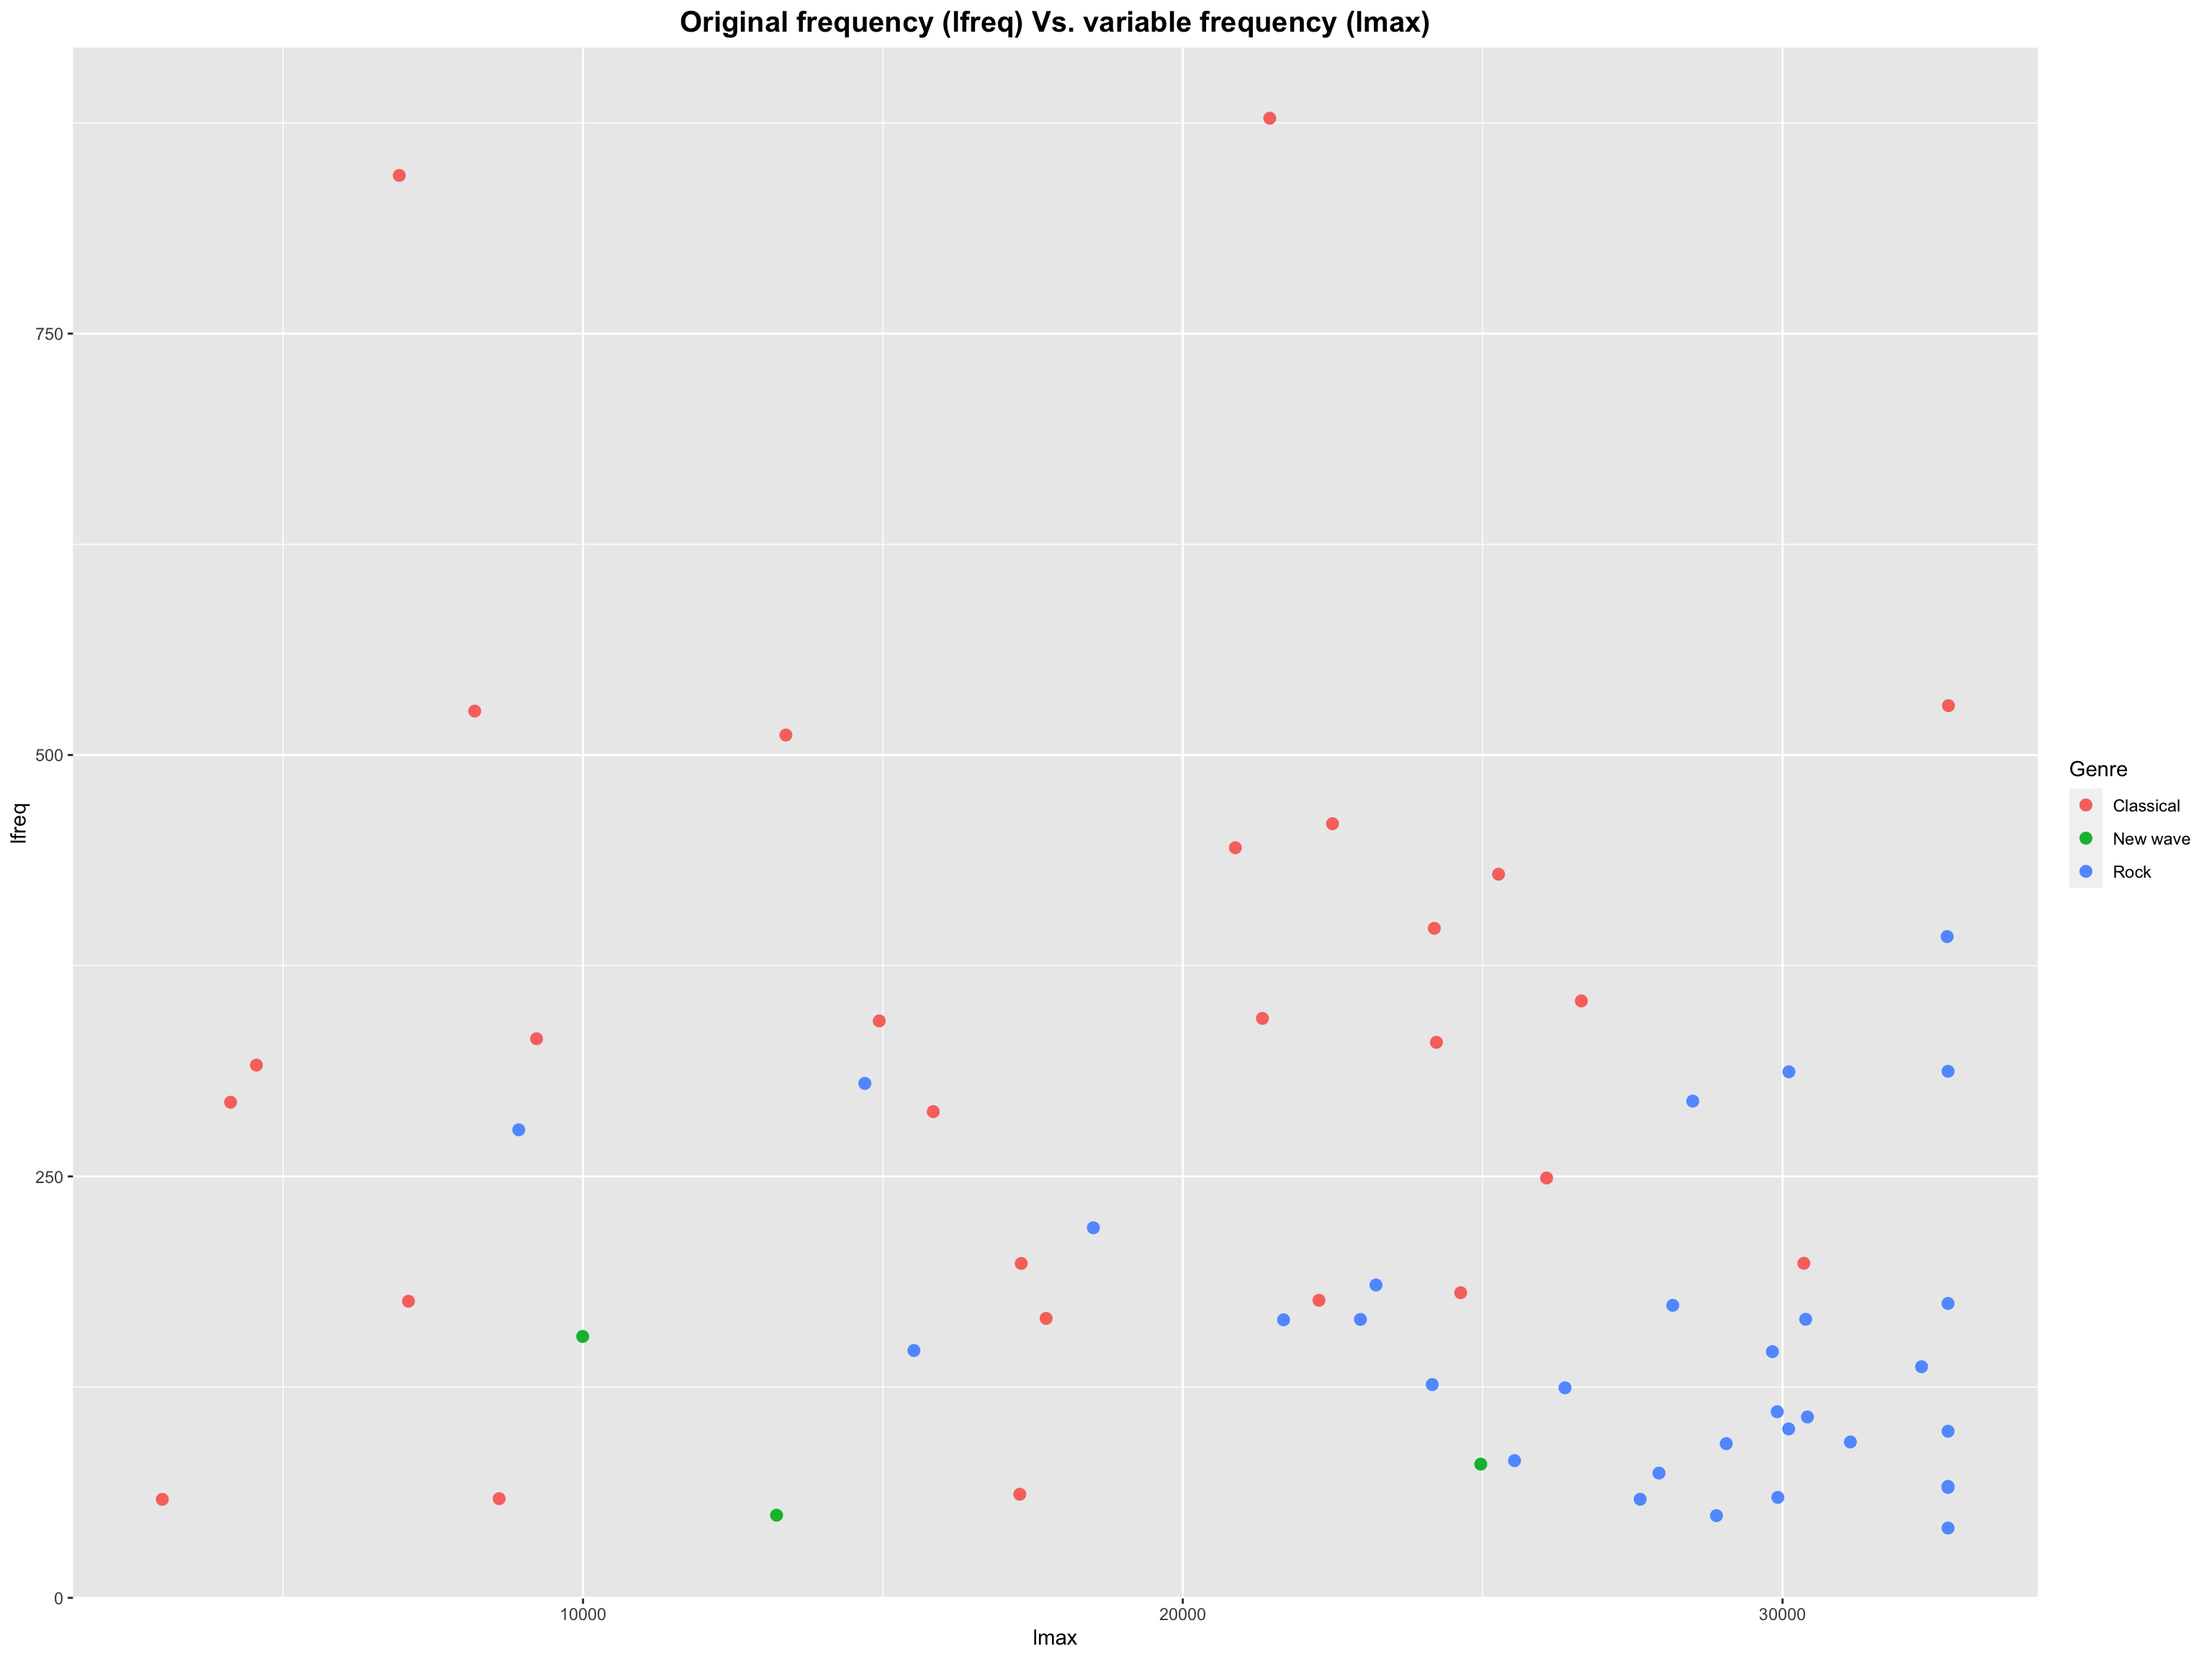 Original frequency (lfreq) Vs. variable frequency (lmax)
750
500
250
0
lfreq
10000 20000 30000
lmax
Genre
Classical
New wave
Rock